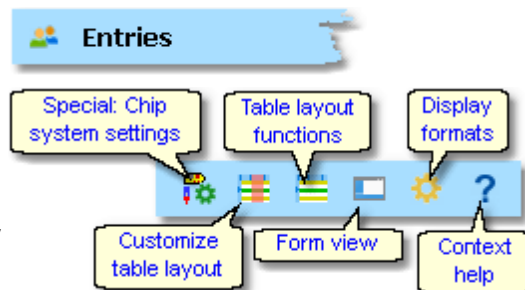 Entries
Special: Chip
system settings
Table layout
functions
Display
formats
Customize
table layout
Form view
Context
help